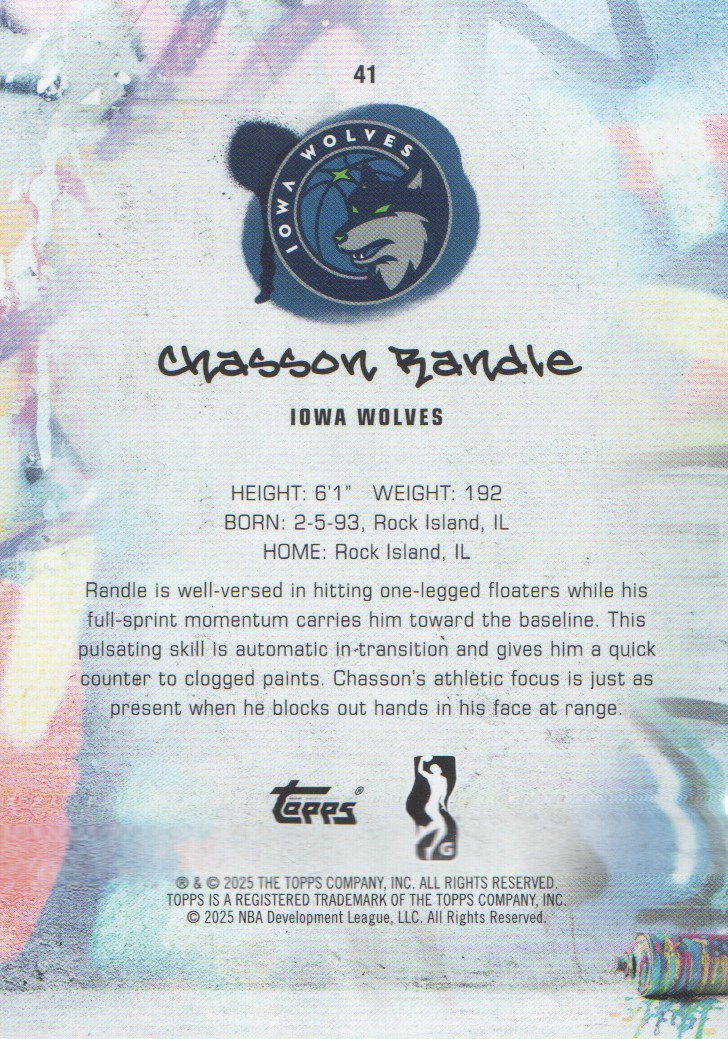 41
IOWA WOLVES
Chasson Randle
IOWA WOLVES
HEIGHT: 6'1" WEIGHT: 192
BORN: 2-5-93, Rock Island, IL
HOME: Rock Island, IL
Randle is well-versed in hitting one-legged floaters while his
full-sprint momentum carries him toward the baseline. This
pulsating skill is automatic in-transition and gives him a quick
counter to clogged paints. Chasson's athletic focus is just as
present when he blocks out hands in his face at range.
Topps®
G
® & © 2025 THE TOPPS COMPANY, INC. ALL RIGHTS RESERVED.
TOPPS IS A REGISTERED TRADEMARK OF THE TOPPS COMPANY, INC.
© 2025 NBA Development League, LLC. All Rights Reserved.